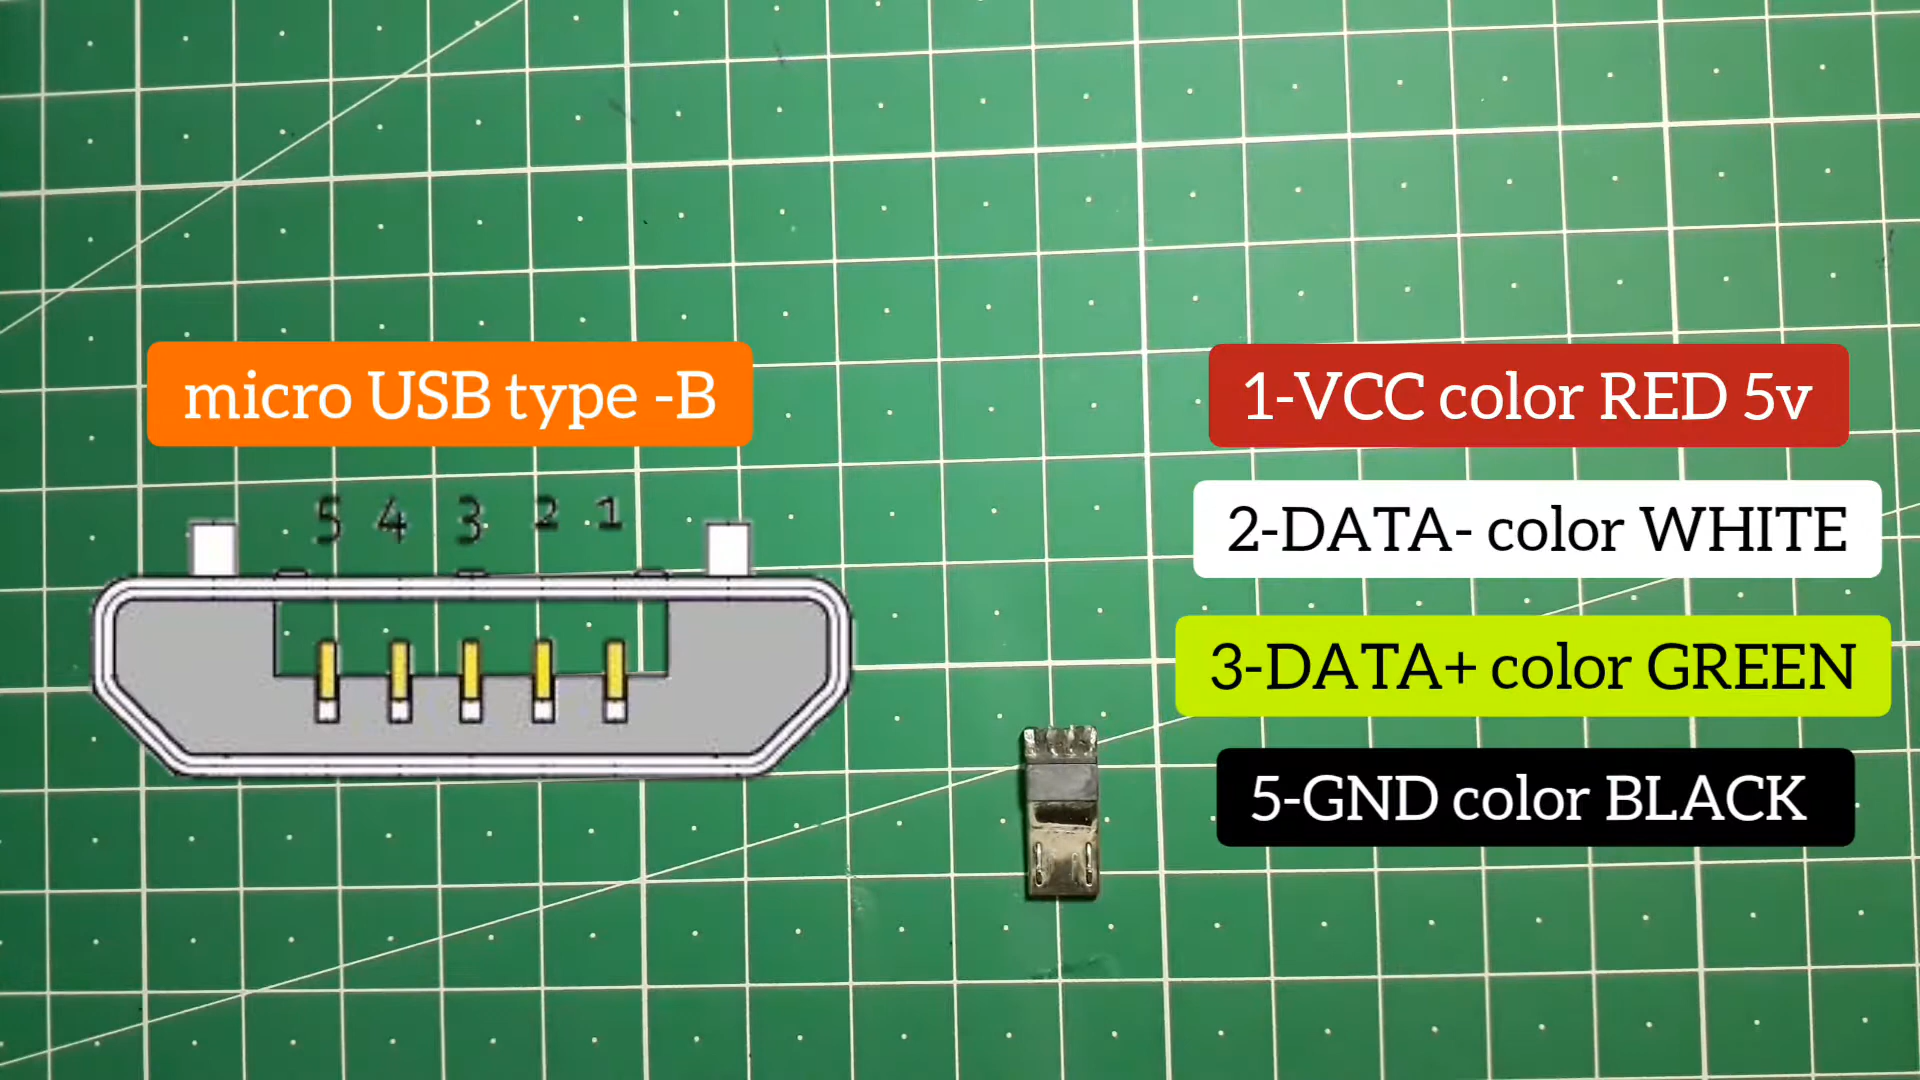 micro USB type -B
5 4 3 2 1
1-VCC color RED 5v
2-DATA- color WHITE
3-DATA+ color GREEN
5-GND color BLACK